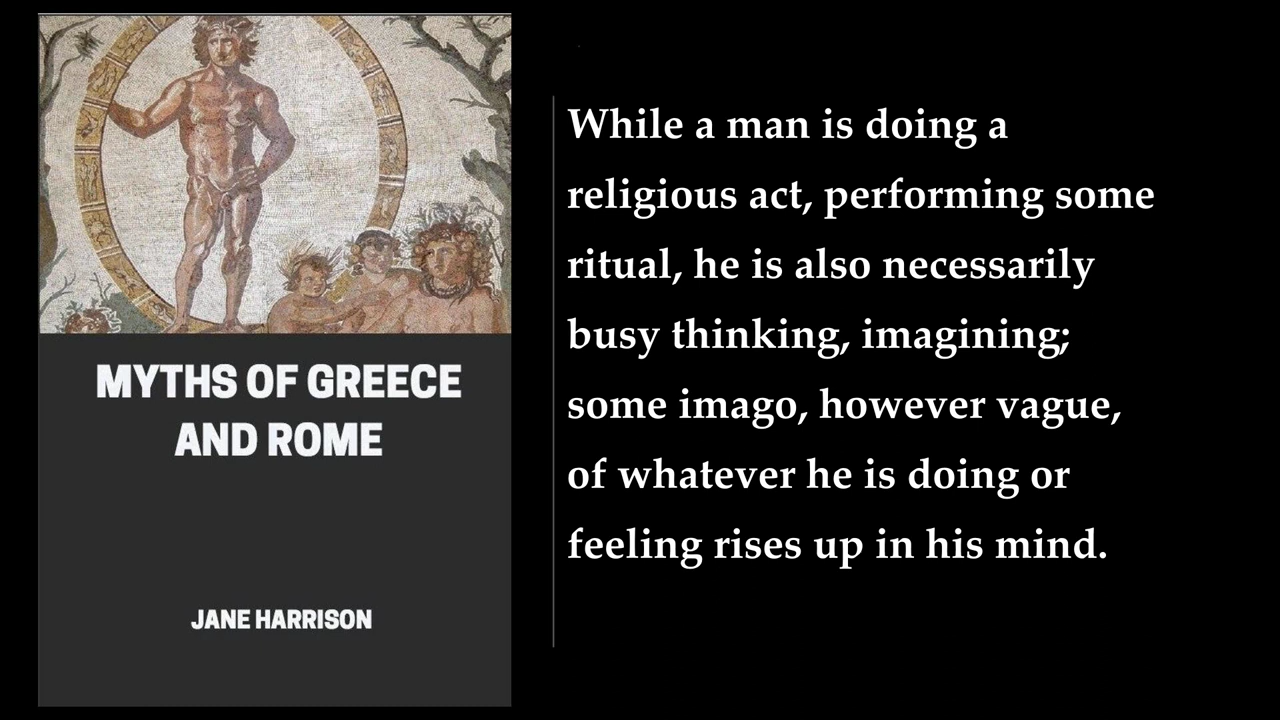 MYTHS OF GREECE
AND ROME
JANE HARRISON
While a man is doing a
religious act, performing some
ritual, he is also necessarily
busy thinking, imagining;
some imago, however vague,
of whatever he is doing or
feeling rises up in his mind.